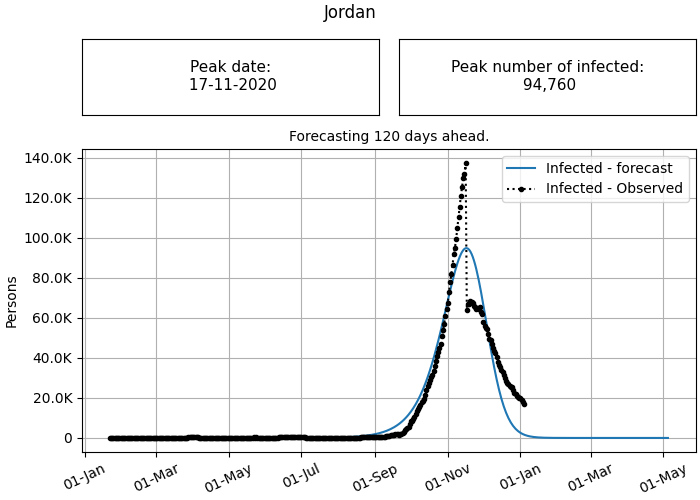 Jordan
Peak date:
17-11-2020
Peak number of infected:
94,760
Forecasting 120 days ahead.
140.0K
120.0K
100.0K
80.0K
60.0K
40.0K
20.0K
0
Persons
Infected - forecast
Infected - Observed
01-Jan
01-Mar
01-May
01-Jul
01-Sep
01-Nov
01-Jan
01-Mar
01-May